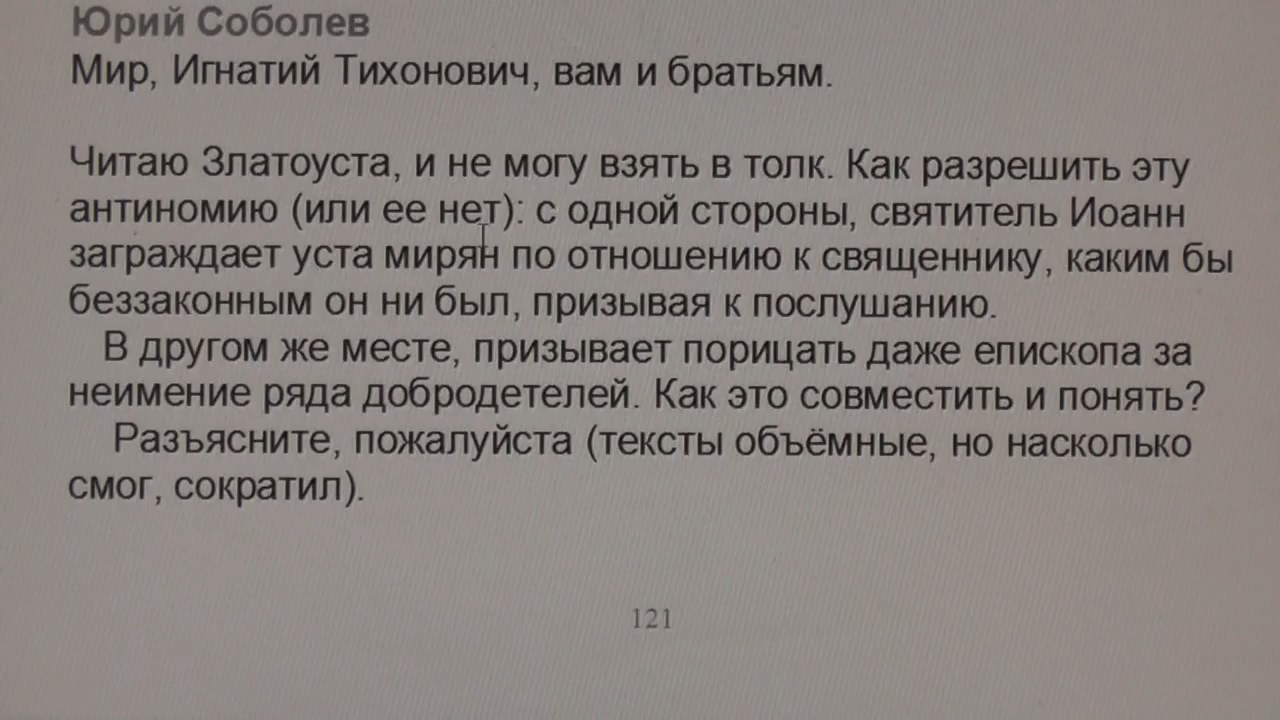 Юрий Соболев
Мир, Игнатий Тихонович, вам и братьям.
Читаю Златоуста, и не могу взять в толк. Как разрешить эту
антиномию (или ее нет): с одной стороны, святитель Иоанн
заграждает уста мирян по отношению к священнику, каким бы
беззаконным он ни был, призывая к послушанию.
В другом же месте, призывает порицать даже епископа за
неимение ряда добродетелей. Как это совместить и понять?
Разъясните, пожалуйста (тексты объёмные, но насколько
смог, сократил).
121